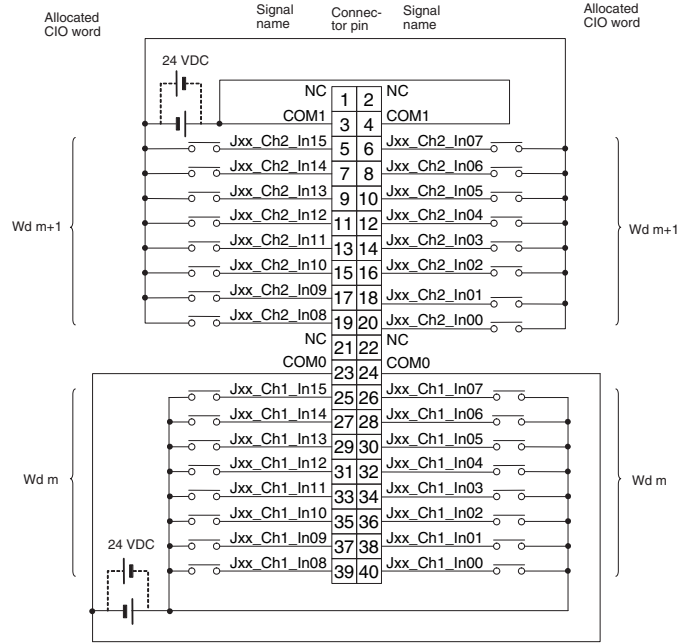 Allocated CIO word Signal name Connec-tor pin Signal name Allocated CIO word
24 VDC
NC 1 2 NC
COM1 3 4 COM1
Jxx_Ch2_In15 5 6 Jxx_Ch2_In07
Jxx_Ch2_In14 7 8 Jxx_Ch2_In06
Jxx_Ch2_In13 9 10 Jxx_Ch2_In05
Jxx_Ch2_In12 11 12 Jxx_Ch2_In04
Wd m+1 Wd m+1
Jxx_Ch2_In11 13 14 Jxx_Ch2_In03
Jxx_Ch2_In10 15 16 Jxx_Ch2_In02
Jxx_Ch2_In09 17 18 Jxx_Ch2_In01
Jxx_Ch2_In08 19 20 Jxx_Ch2_In00
NC 21 22 NC
COM0 23 24 COM0
Jxx_Ch1_In15 25 26 Jxx_Ch1_In07
Jxx_Ch1_In14 27 28 Jxx_Ch1_In06
Jxx_Ch1_In13 29 30 Jxx_Ch1_In05
Jxx_Ch1_In12 31 32 Jxx_Ch1_In04
Wd m Wd m
Jxx_Ch1_In11 33 34 Jxx_Ch1_In03
Jxx_Ch1_In10 35 36 Jxx_Ch1_In02
Jxx_Ch1_In09 37 38 Jxx_Ch1_In01
24 VDC
Jxx_Ch1_In08 39 40 Jxx_Ch1_In00